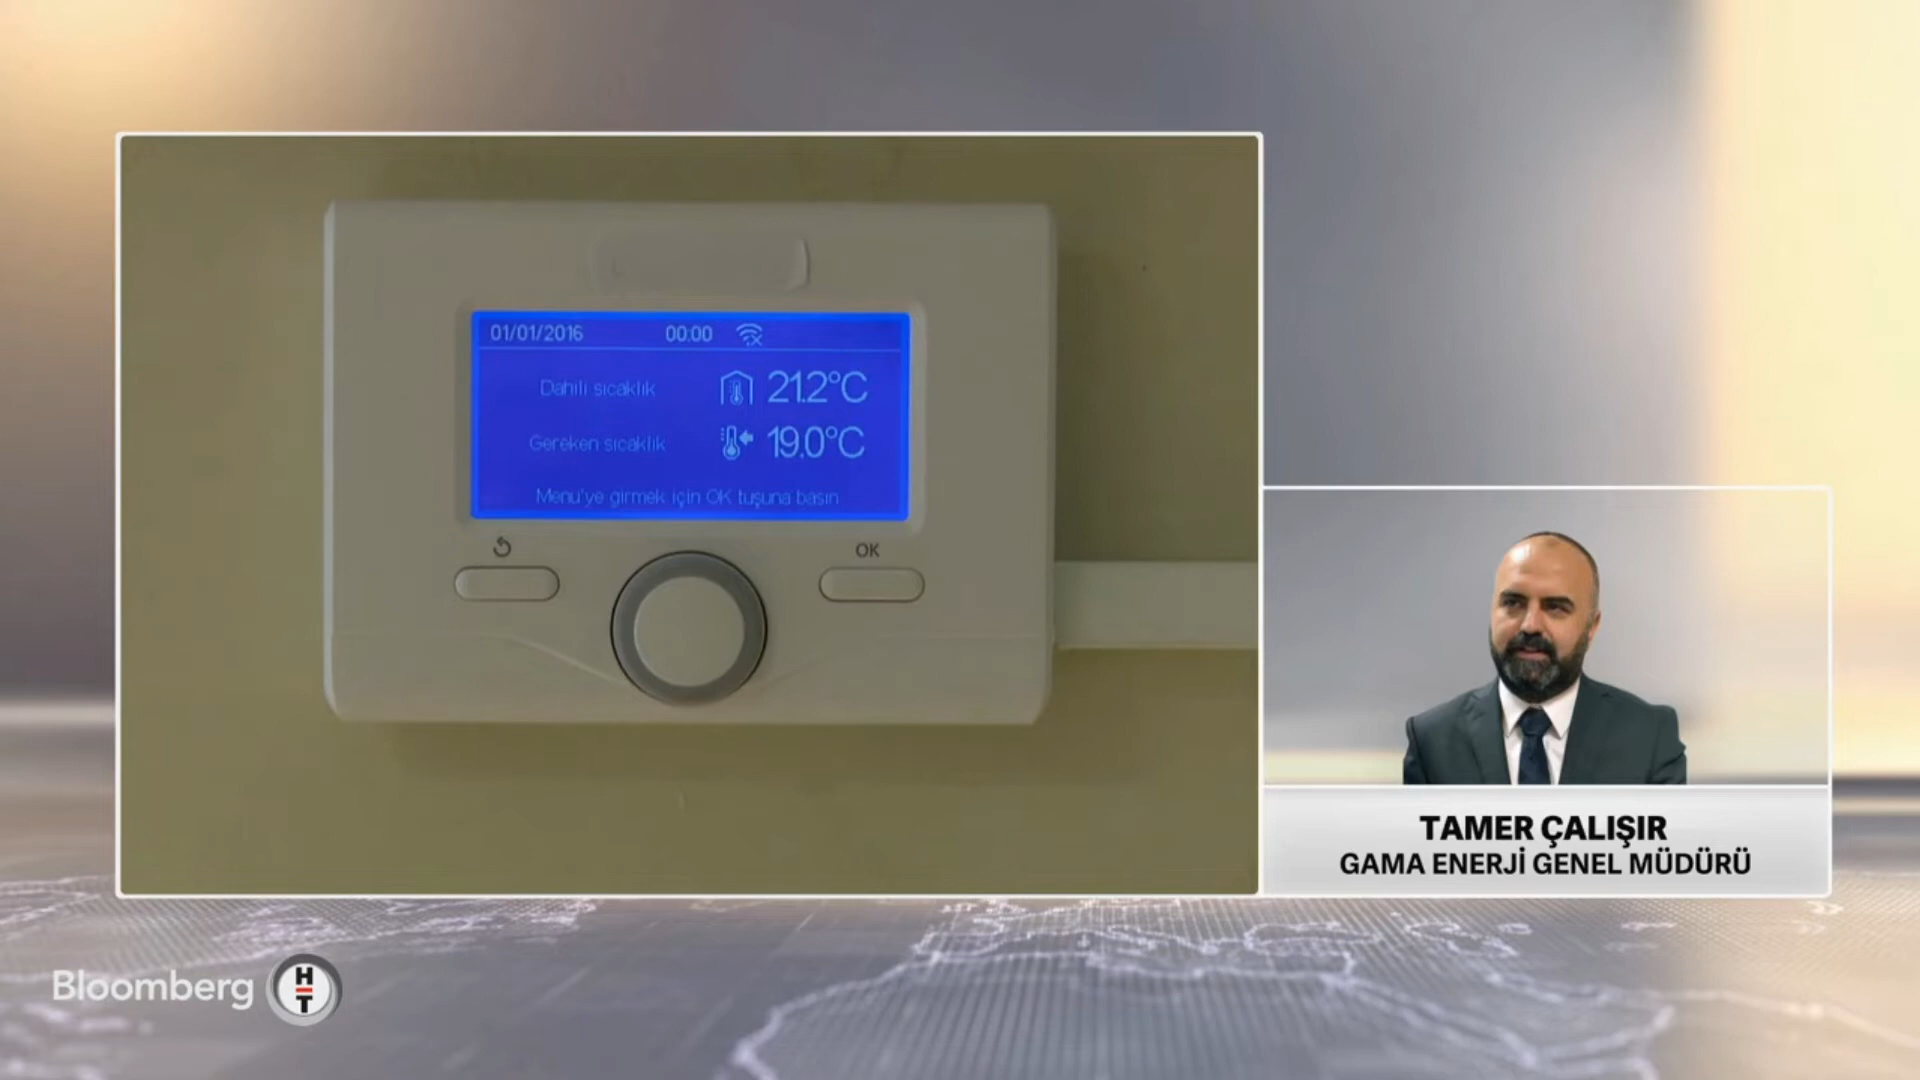 01/01/2016 00:00
Dahili sıcaklık 21.2°C
Gereken sıcaklık 19.0°C
Menu'ye girmek için OK tuşuna basın
OK
TAMER ÇALIŞIR
GAMA ENERJİ GENEL MÜDÜRÜ
Bloomberg HT